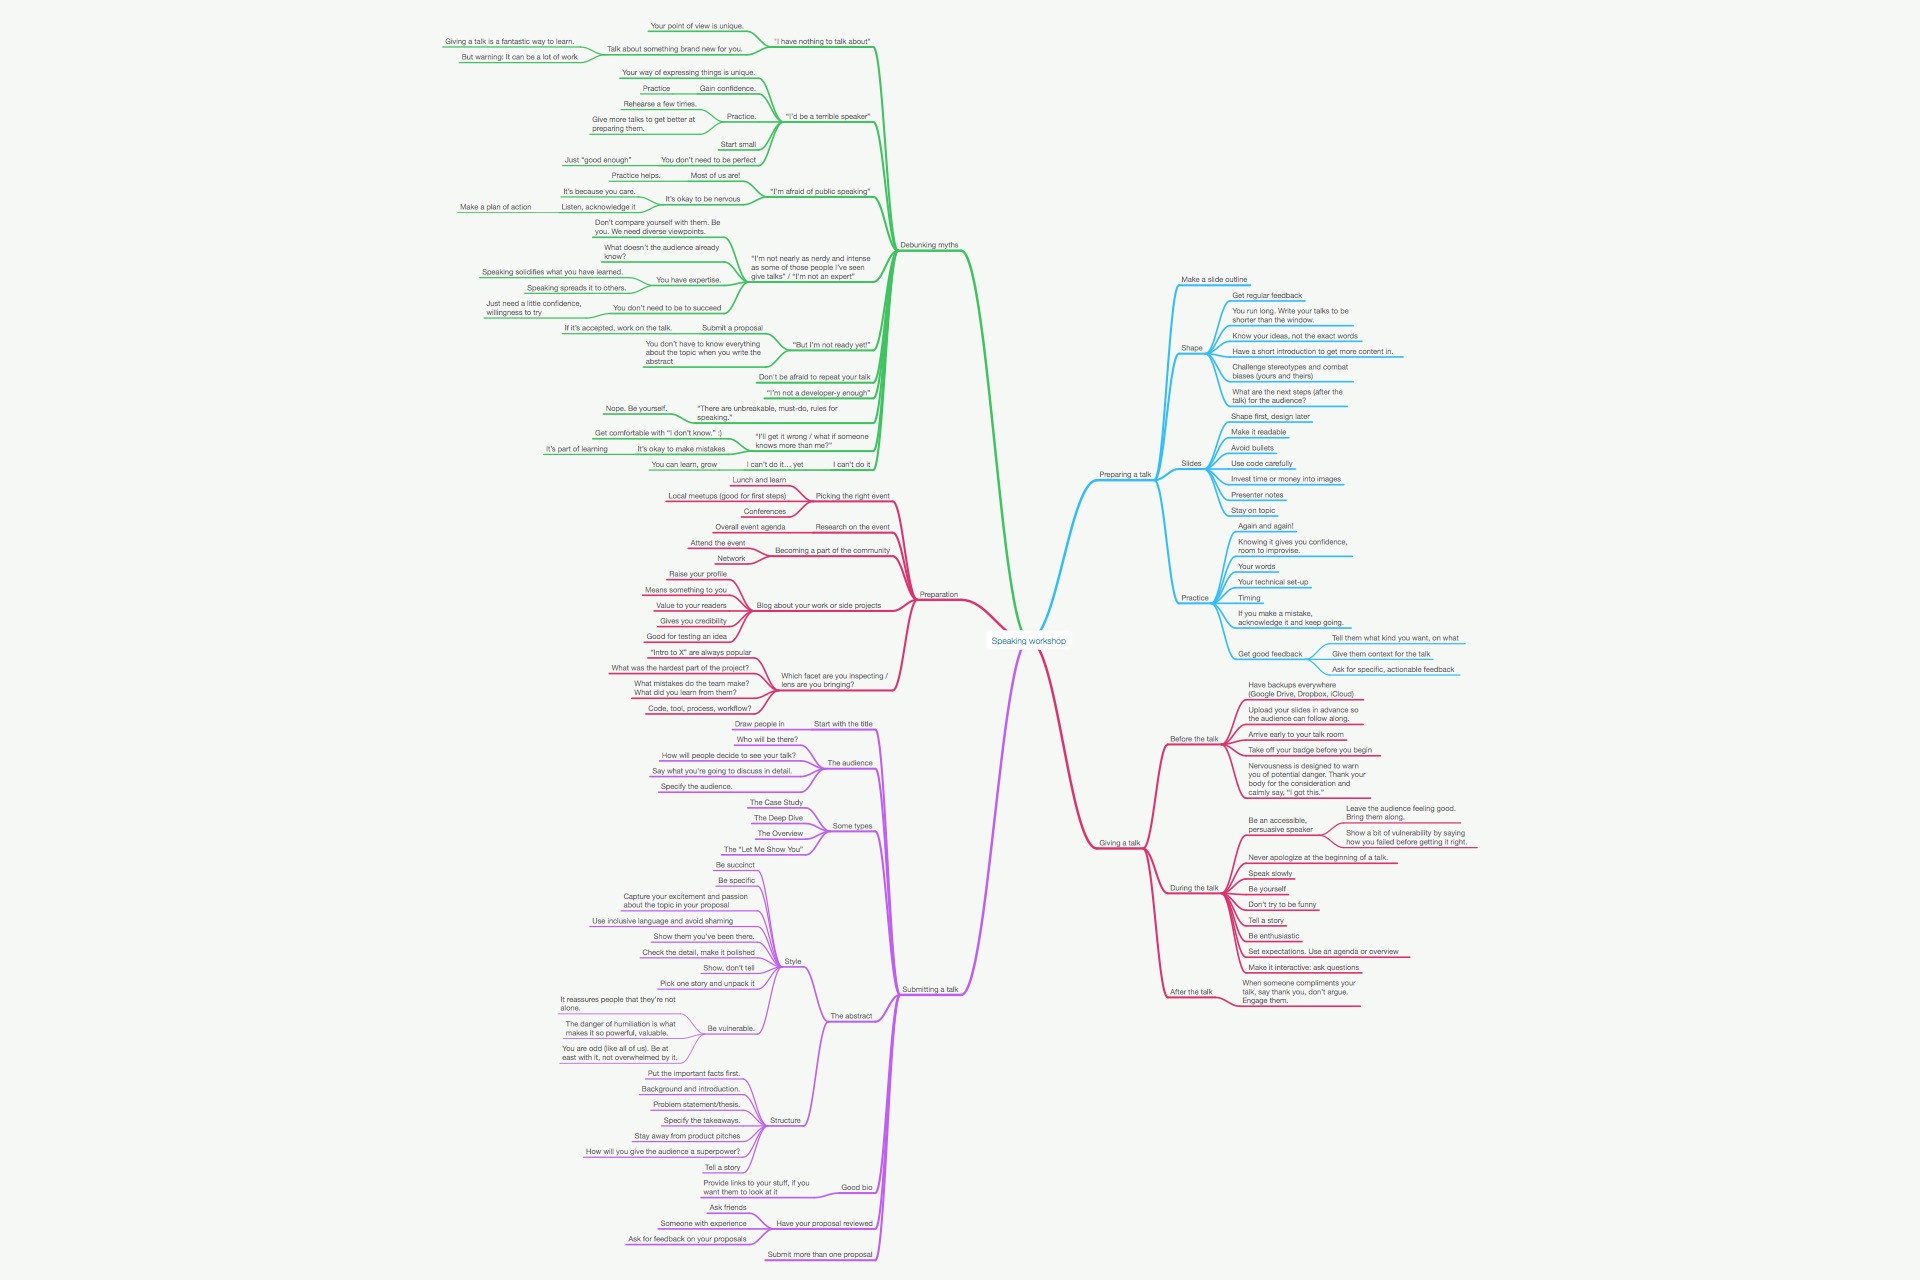 Speaking workshop
Debunking myths
"I have nothing to talk about"
Your point of view is unique.
Talk about something brand new for you.
Giving a talk is a fantastic way to learn.
But warning: It can be a lot of work
"I'd be a terrible speaker"
Your way of expressing things is unique.
Gain confidence.
Practice
Practice.
Rehearse a few times.
Give more talks to get better at
preparing them.
Start small
You don't need to be perfect
Just "good enough"
"I'm afraid of public speaking"
Most of us are!
Practice helps.
It's okay to be nervous
It's because you care.
Listen, acknowledge it
Make a plan of action
"I'm not nearly as nerdy and intense
as some of those people I've seen
give talks" / "I'm not an expert"
Don't compare yourself with them. Be
you. We need diverse viewpoints.
What doesn't the audience already
know?
You have expertise.
Speaking solidifies what you have learned.
Speaking spreads it to others.
You don't need to be to succeed
Just need a little confidence,
willingness to try
"But I'm not ready yet!"
Submit a proposal
If it's accepted, work on the talk.
You don't have to know everything
about the topic when you write the
abstract
Don't be afraid to repeat your talk
"I'm not a developer-y enough"
"There are unbreakable, must-do, rules for
speaking."
Nope. Be yourself.
"I'll get it wrong / what if someone
knows more than me?"
Get comfortable with "I don't know." :)
It's okay to make mistakes
It's part of learning
I can't do it
I can't do it... yet
You can learn, grow
Preparation
Picking the right event
Lunch and learn
Local meetups (good for first steps)
Conferences
Research on the event
Overall event agenda
Becoming a part of the community
Attend the event
Network
Blog about your work or side projects
Raise your profile
Means something to you
Value to your readers
Gives you credibility
Good for testing an idea
Which facet are you inspecting /
lens are you bringing?
"Intro to X" are always popular
What was the hardest part of the project?
What mistakes do the team make?
What did you learn from them?
Code, tool, process, workflow?
Submitting a talk
Start with the title
Draw people in
The audience
Who will be there?
How will people decide to see your talk?
Say what you're going to discuss in detail.
Specify the audience.
Some types
The Case Study
The Deep Dive
The Overview
The "Let Me Show You"
The abstract
Style
Be succinct
Be specific
Capture your excitement and passion
about the topic in your proposal
Use inclusive language and avoid shaming
Show them you've been there.
Check the detail, make it polished
Show, don't tell
Pick one story and unpack it
Be vulnerable.
It reassures people that they're not
alone.
The danger of humiliation is what
makes it so powerful, valuable.
You are odd (like all of us). Be at
east with it, not overwhelmed by it.
Structure
Put the important facts first.
Background and introduction.
Problem statement/thesis.
Specify the takeaways.
Stay away from product pitches
How will you give the audience a superpower?
Tell a story
Good bio
Provide links to your stuff, if you
want them to look at it
Have your proposal reviewed
Ask friends
Someone with experience
Ask for feedback on your proposals
Submit more than one proposal
Preparing a talk
Make a slide outline
Shape
Get regular feedback
You run long. Write your talks to be
shorter than the window.
Know your ideas, not the exact words
Have a short introduction to get more content in.
Challenge stereotypes and combat
biases (yours and theirs)
What are the next steps (after the
talk) for the audience?
Slides
Shape first, design later
Make it readable
Avoid bullets
Use code carefully
Invest time or money into images
Presenter notes
Stay on topic
Practice
Again and again!
Knowing it gives you confidence,
room to improvise.
Your words
Your technical set-up
Timing
If you make a mistake,
acknowledge it and keep going.
Get good feedback
Tell them what kind you want, on what
Give them context for the talk
Ask for specific, actionable feedback
Giving a talk
Before the talk
Have backups everywhere
(Google Drive, Dropbox, iCloud)
Upload your slides in advance so
the audience can follow along.
Arrive early to your talk room
Take off your badge before you begin
Nervousness is designed to warn
you of potential danger. Thank your
body for the consideration and
calmly say, "I got this."
During the talk
Be an accessible,
persuasive speaker
Leave the audience feeling good.
Bring them along.
Show a bit of vulnerability by saying
how you failed before getting it right.
Never apologize at the beginning of a talk.
Speak slowly
Be yourself
Don't try to be funny
Tell a story
Be enthusiastic
Set expectations. Use an agenda or overview
Make it interactive: ask questions
After the talk
When someone compliments your
talk, say thank you, don't argue.
Engage them.